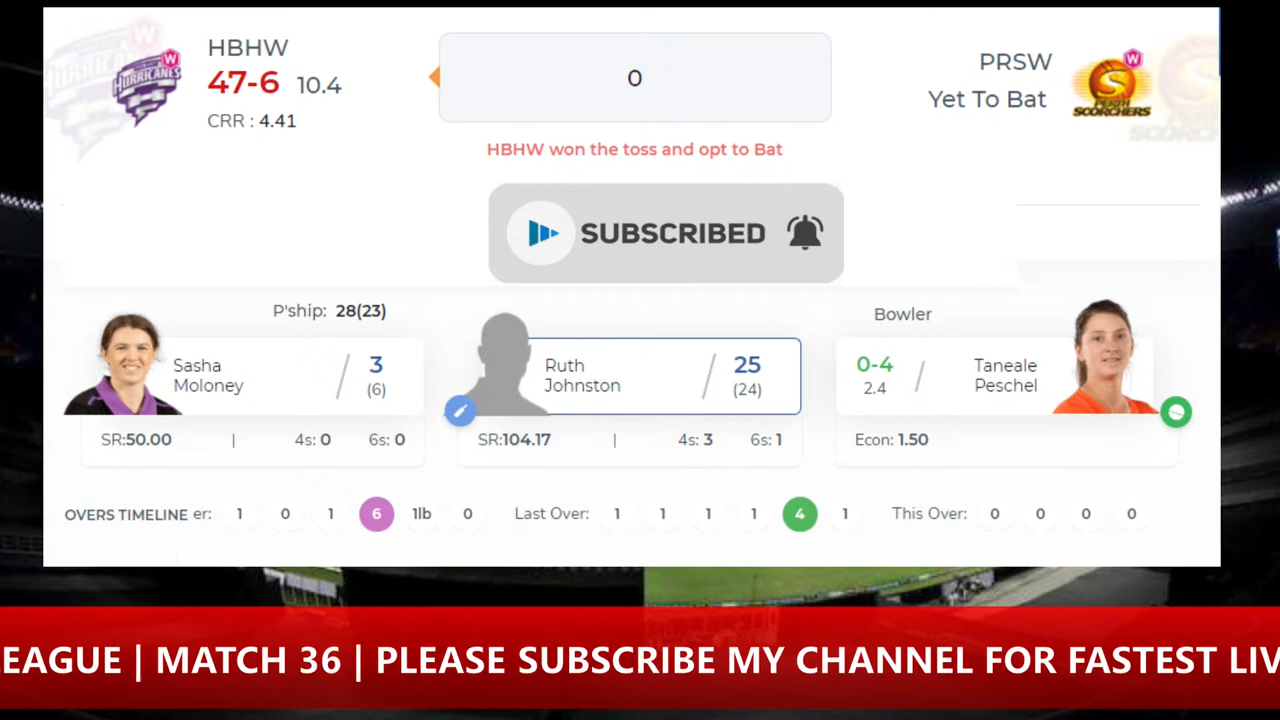 HBHW
47-6 10.4
CRR : 4.41
0
HBHW won the toss and opt to Bat
PRSW
Yet To Bat
W
HURRICANES
W
PERTH
SCORCHERS
SUBSCRIBED
P'ship: 28(23)
Bowler
Sasha
Moloney
3
(6)
Ruth
Johnston
25
(24)
0-4
2.4
Taneale
Peschel
SR:50.00 | 4s: 0 6s: 0
SR:104.17 | 4s: 3 6s: 1
Econ: 1.50
OVERS TIMELINE er: 1 0 1 6 1lb 0 Last Over: 1 1 1 1 4 1 This Over: 0 0 0 0
EAGUE | MATCH 36 | PLEASE SUBSCRIBE MY CHANNEL FOR FASTEST LIV